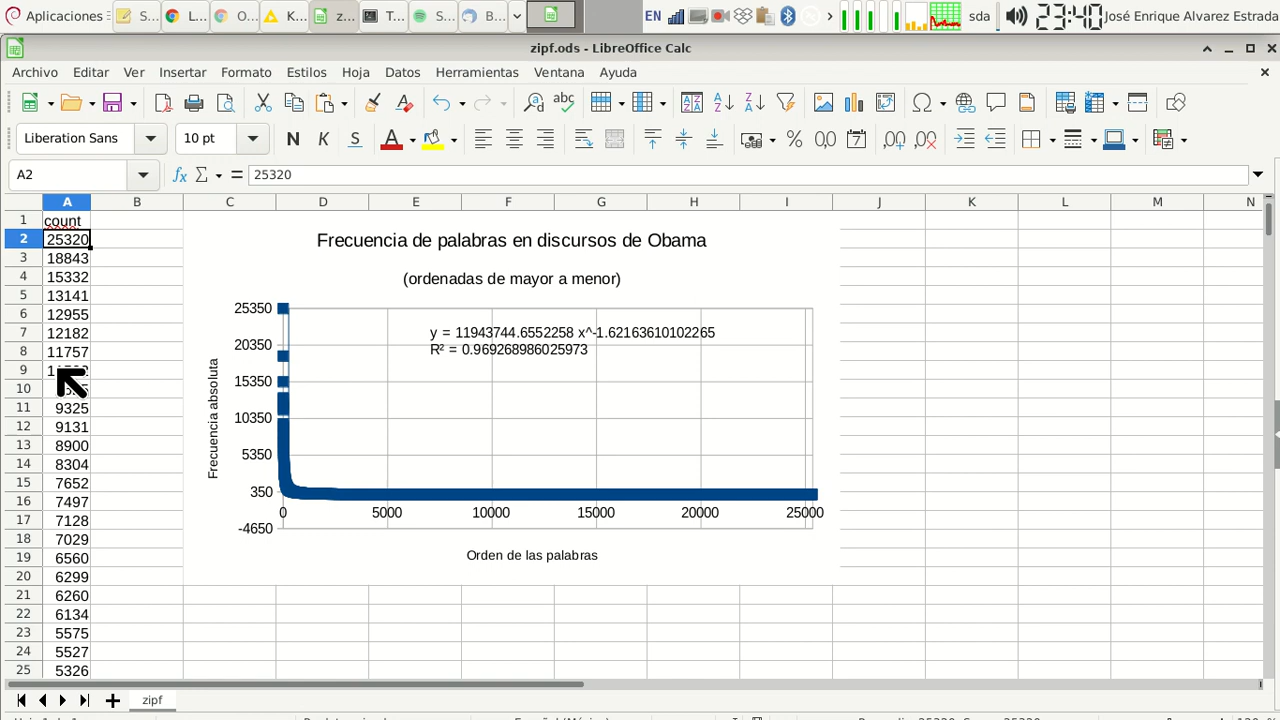 Aplicaciones S... L... O... K... z... T... S... B... EN sda 23:40 José Enrique Alvarez Estrada
zipf.ods - LibreOffice Calc
Archivo Editar Ver Insertar Formato Estilos Hoja Datos Herramientas Ventana Ayuda
Liberation Sans 10 pt N K S
A2 25320
A B C D E F G H I J K L M N
1 count
2 25320
3 18843
4 15332
5 13141
6 12955
7 12182
8 11757
9
10
11 9325
12 9131
13 8900
14 8304
15 7652
16 7497
17 7128
18 7029
19 6560
20 6299
21 6260
22 6134
23 5575
24 5527
25 5326
Frecuencia de palabras en discursos de Obama
(ordenadas de mayor a menor)
y = 11943744.6552258 x^-1.62163610102265
R² = 0.969268986025973
Frecuencia absoluta
25350
20350
15350
10350
5350
350
-4650
0 5000 10000 15000 20000 25000
Orden de las palabras
zipf